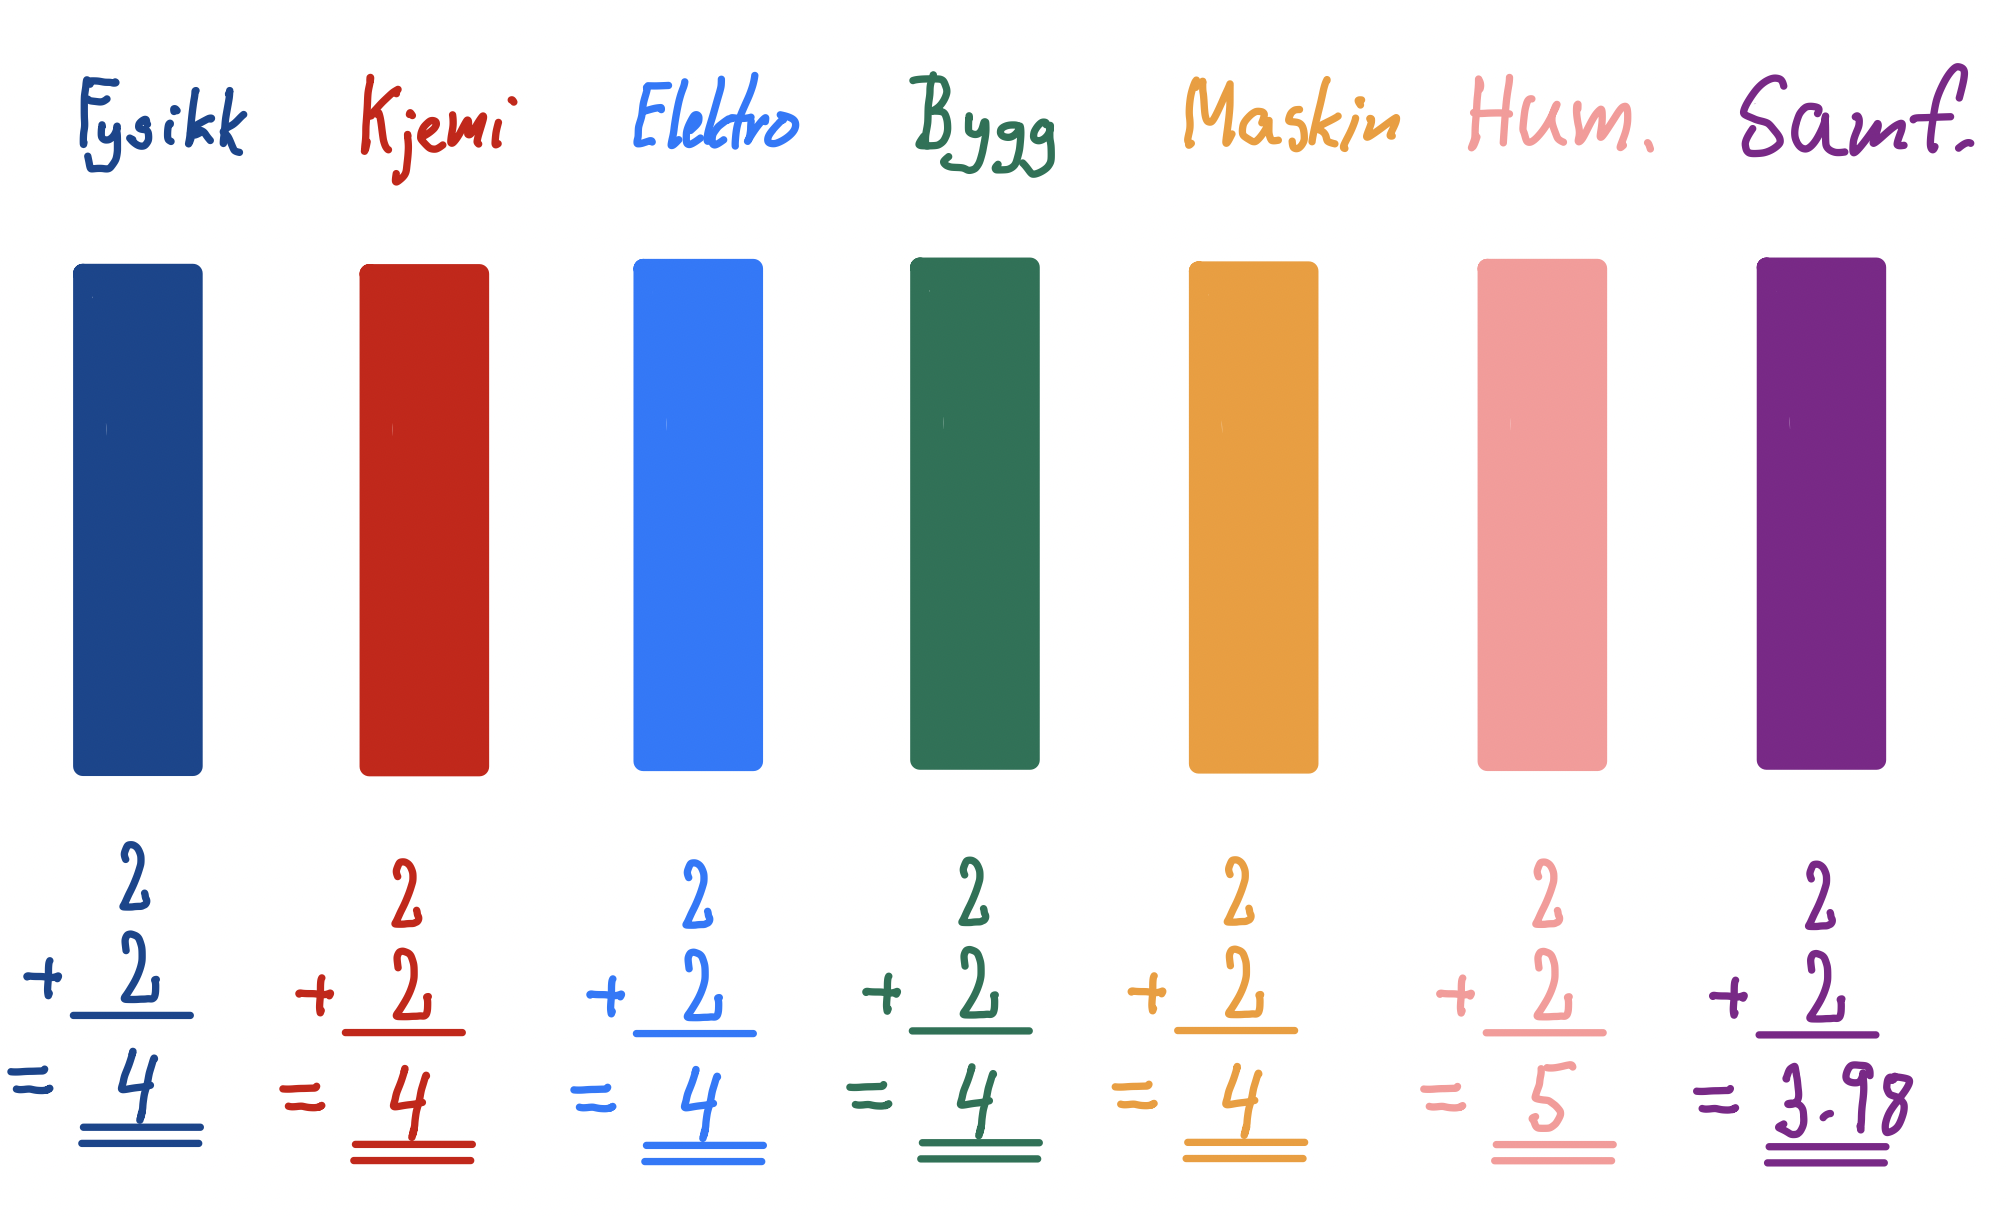 Fysikk Kjemi Elektro Bygg Maskin Hum. Samf.
2 2 2 2 2 2 2
+ 2 + 2 + 2 + 2 + 2 + 2 + 2
= 4 = 4 = 4 = 4 = 4 = 5 = 3.98